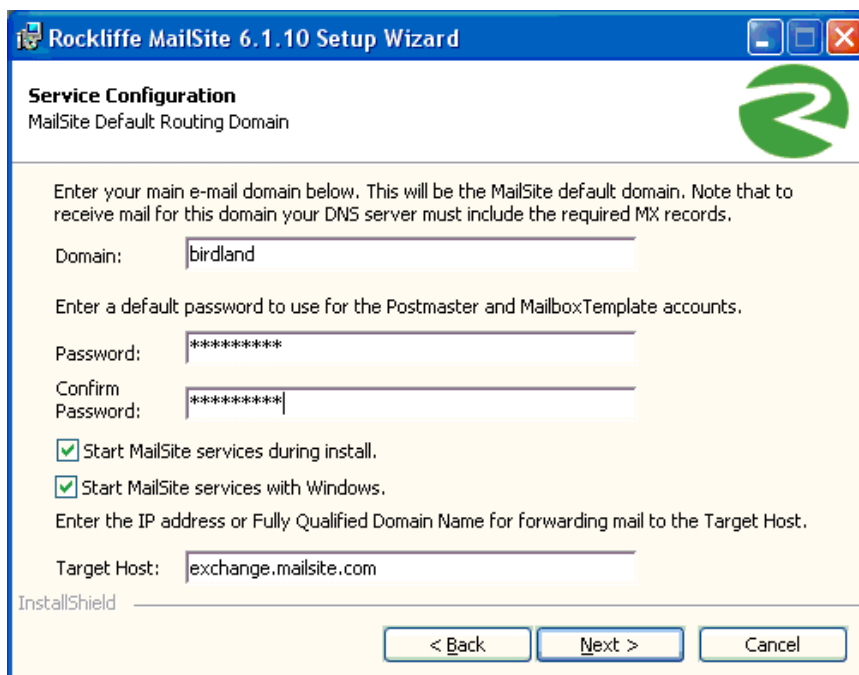 Rockliffe MailSite 6.1.10 Setup Wizard
Service Configuration
MailSite Default Routing Domain
Enter your main e-mail domain below. This will be the MailSite default domain. Note that to
receive mail for this domain your DNS server must include the required MX records.
Domain: birdland
Enter a default password to use for the Postmaster and MailboxTemplate accounts.
Password: *********
Confirm
Password: *********
Start MailSite services during install.
Start MailSite services with Windows.
Enter the IP address or Fully Qualified Domain Name for forwarding mail to the Target Host.
Target Host: exchange.mailsite.com
InstallShield
< Back Next > Cancel